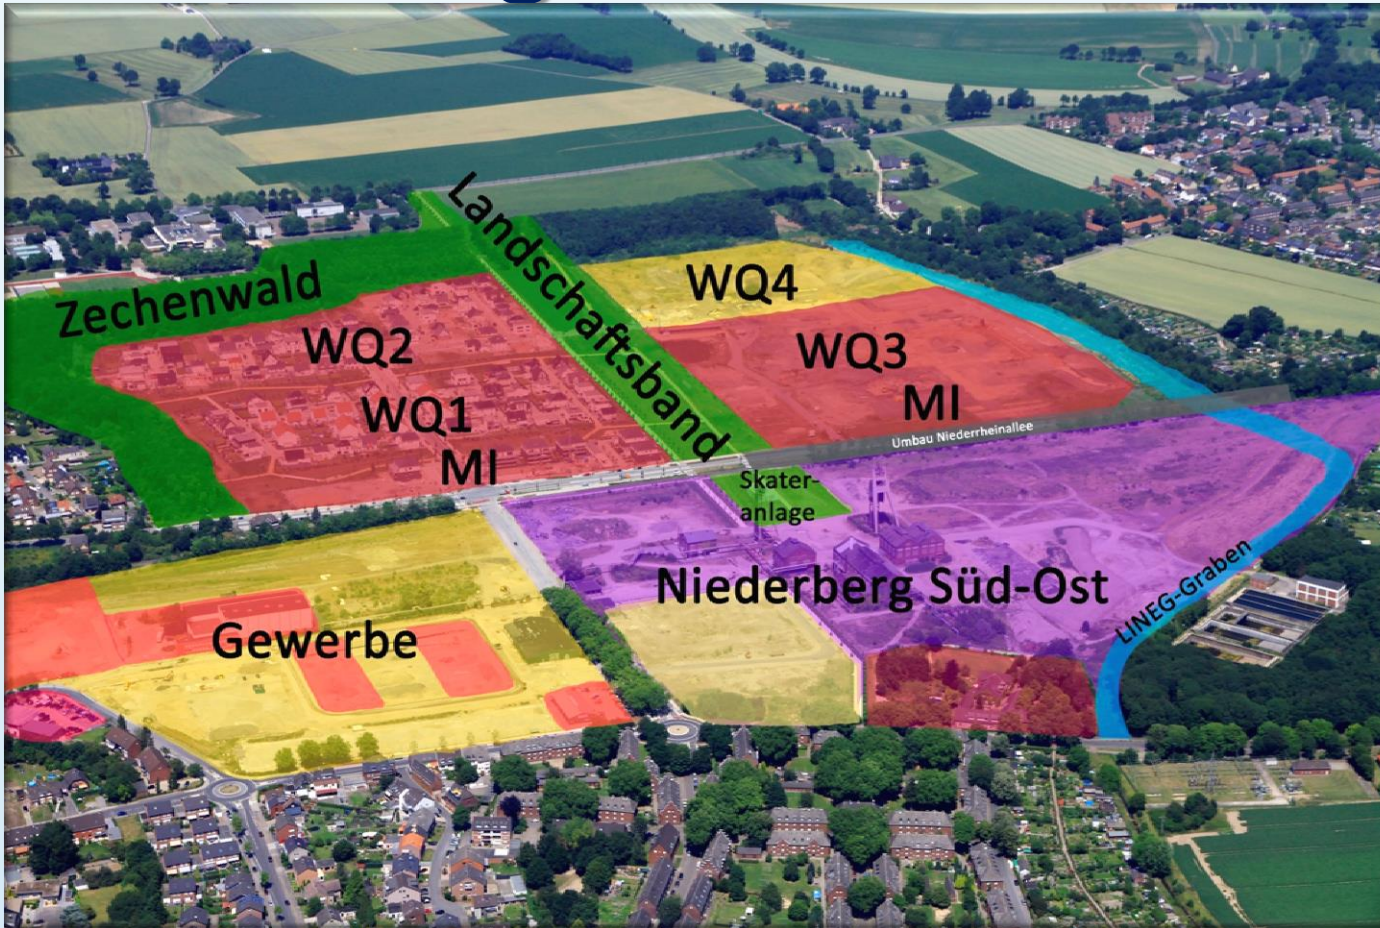 Landschaftsband
Zechenwald
WQ4
WQ2
WQ3
WQ1
MI
Umbau Niederrheinallee
MI
Skater-
anlage
Niederberg Süd-Ost
LINEG-Graben
Gewerbe